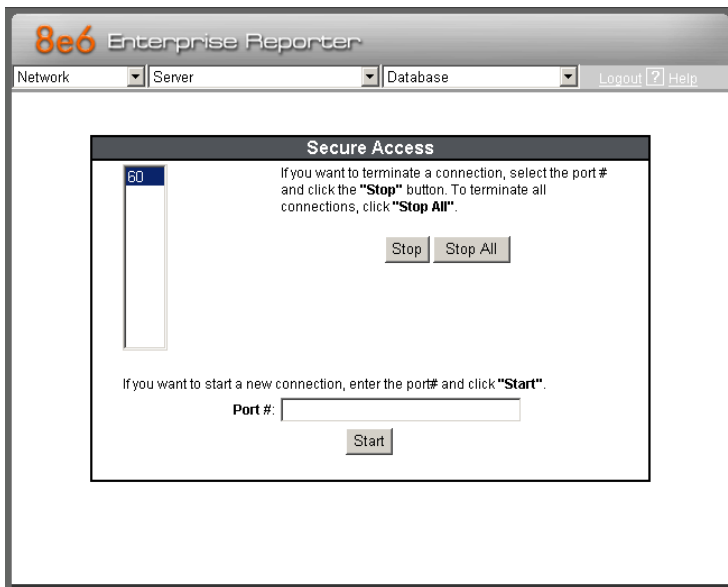 8e6 Enterprise Reporter
Network Server Database Logout ? Help
Secure Access
60
If you want to terminate a connection, select the port #
and click the "Stop" button. To terminate all
connections, click "Stop All".
Stop Stop All
If you want to start a new connection, enter the port# and click "Start".
Port #:
Start